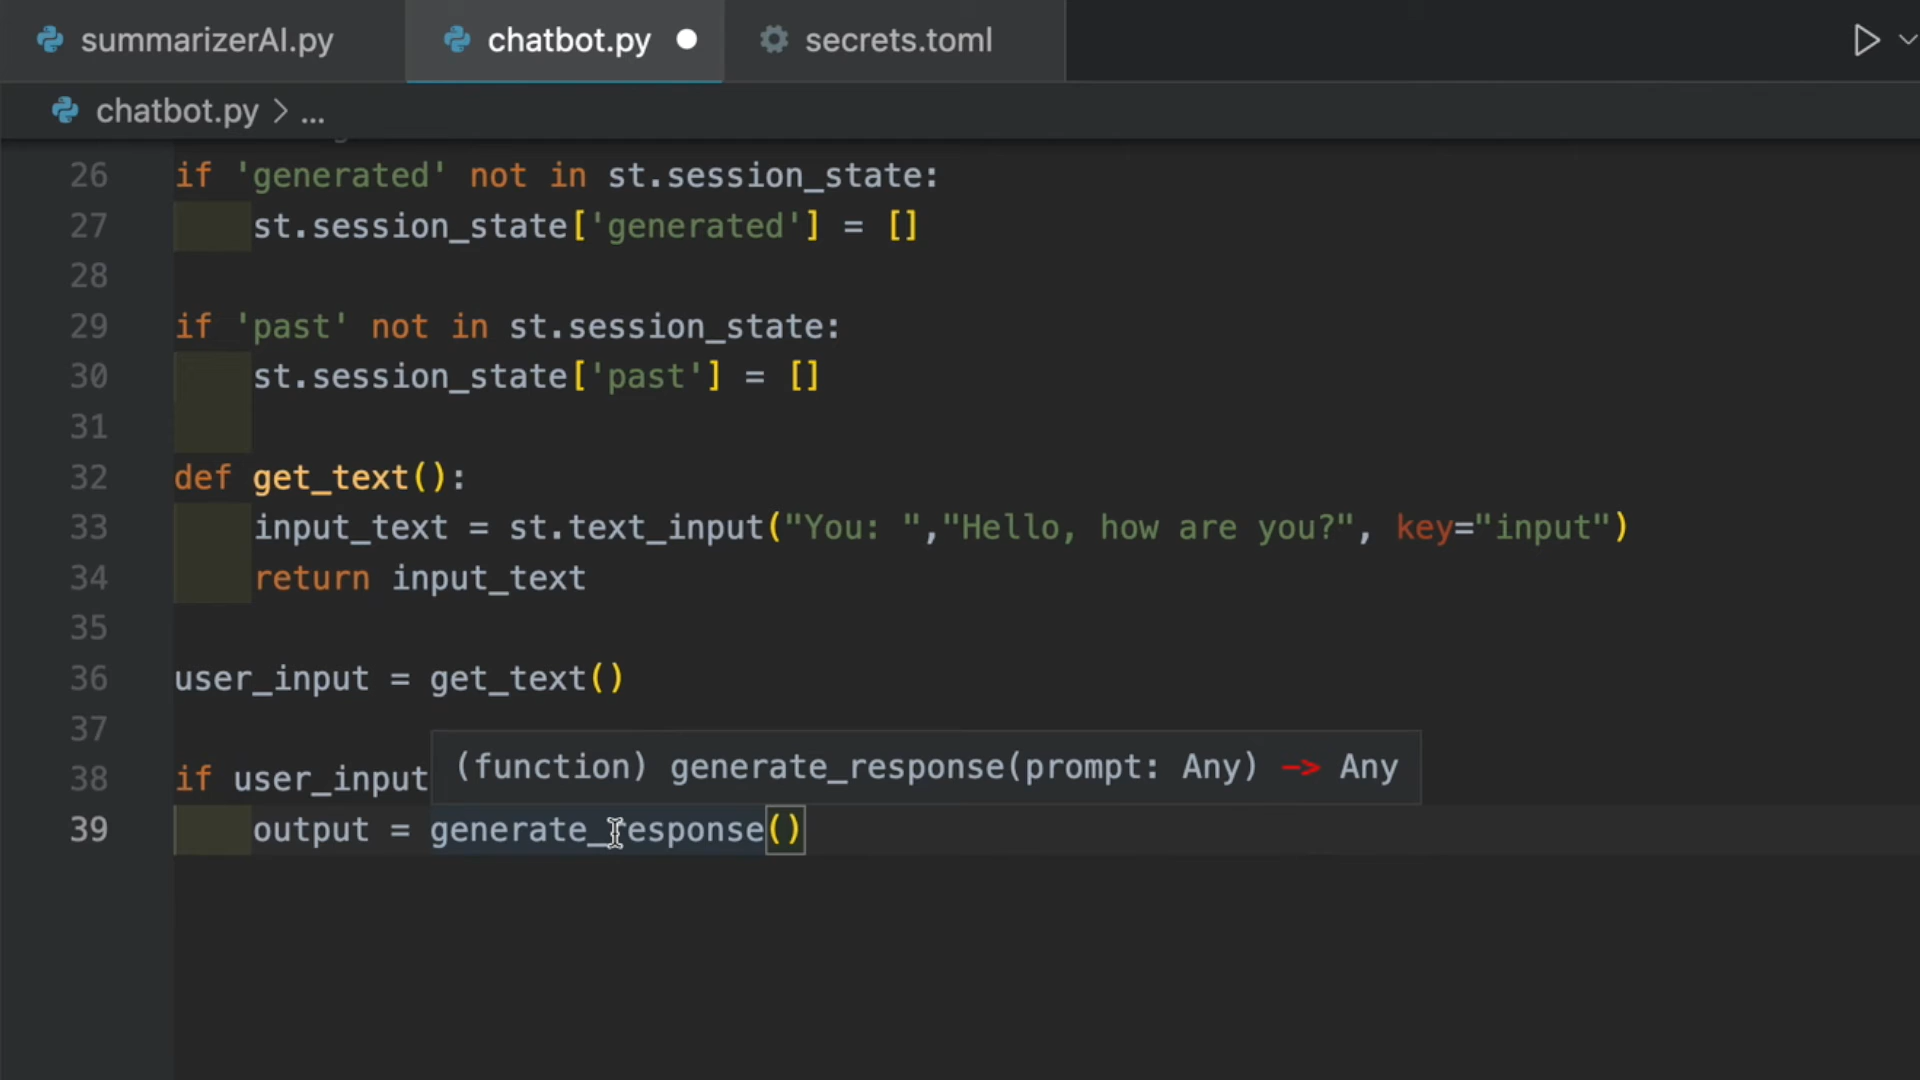 summarizerAI.py chatbot.py secrets.toml
chatbot.py > ...
26 if 'generated' not in st.session_state:
27     st.session_state['generated'] = []
28
29 if 'past' not in st.session_state:
30     st.session_state['past'] = []
31
32 def get_text():
33     input_text = st.text_input("You: ","Hello, how are you?", key="input")
34     return input_text
35
36 user_input = get_text()
37
(function) generate_response(prompt: Any) -> Any
38 if user_input
39     output = generate_response()